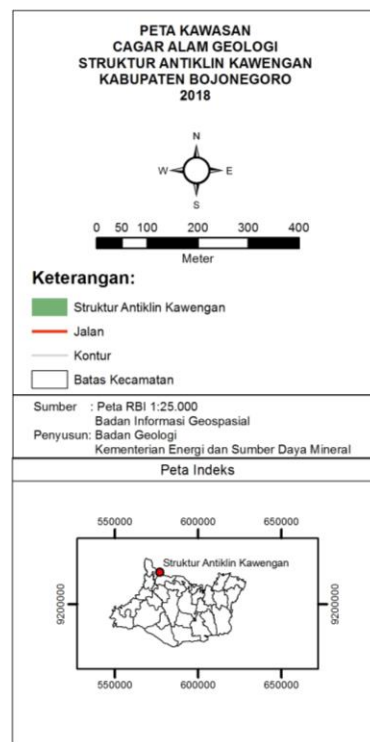 PETA KAWASAN
CAGAR ALAM GEOLOGI
STRUKTUR ANTIKLIN KAWENGAN
KABUPATEN BOJONEGORO
2018
N
W E
S
0 50 100 200 300 400
Meter
Keterangan:
Struktur Antiklin Kawengan
Jalan
Kontur
Batas Kecamatan
Sumber : Peta RBI 1:25.000
Badan Informasi Geospasial
Penyusun: Badan Geologi
Kementerian Energi dan Sumber Daya Mineral
Peta Indeks
550000 600000 650000
Struktur Antiklin Kawengan
9200000 9200000
550000 600000 650000